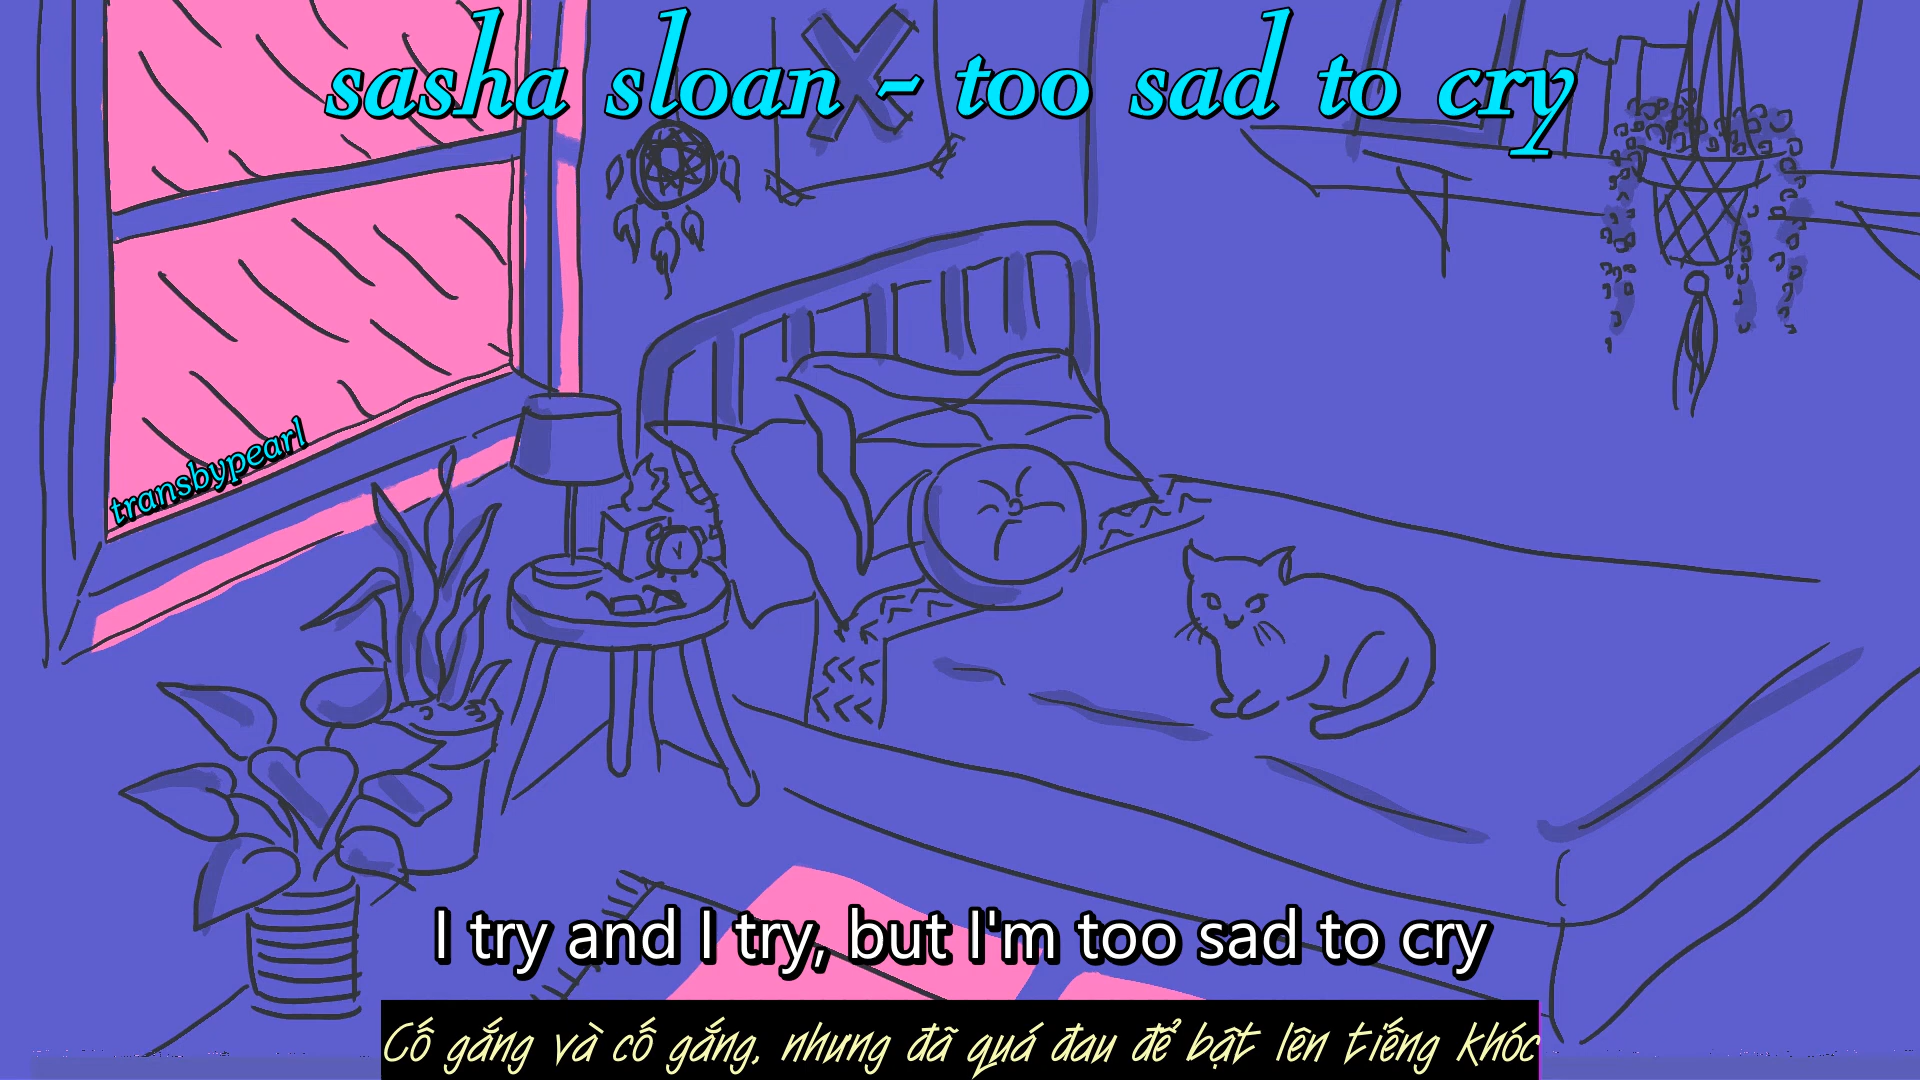 sasha sloan - too sad to cry
transbypearl
I try and I try, but I'm too sad to cry
Cố gắng và cố gắng, nhưng đã quá đau để bật lên tiếng khóc